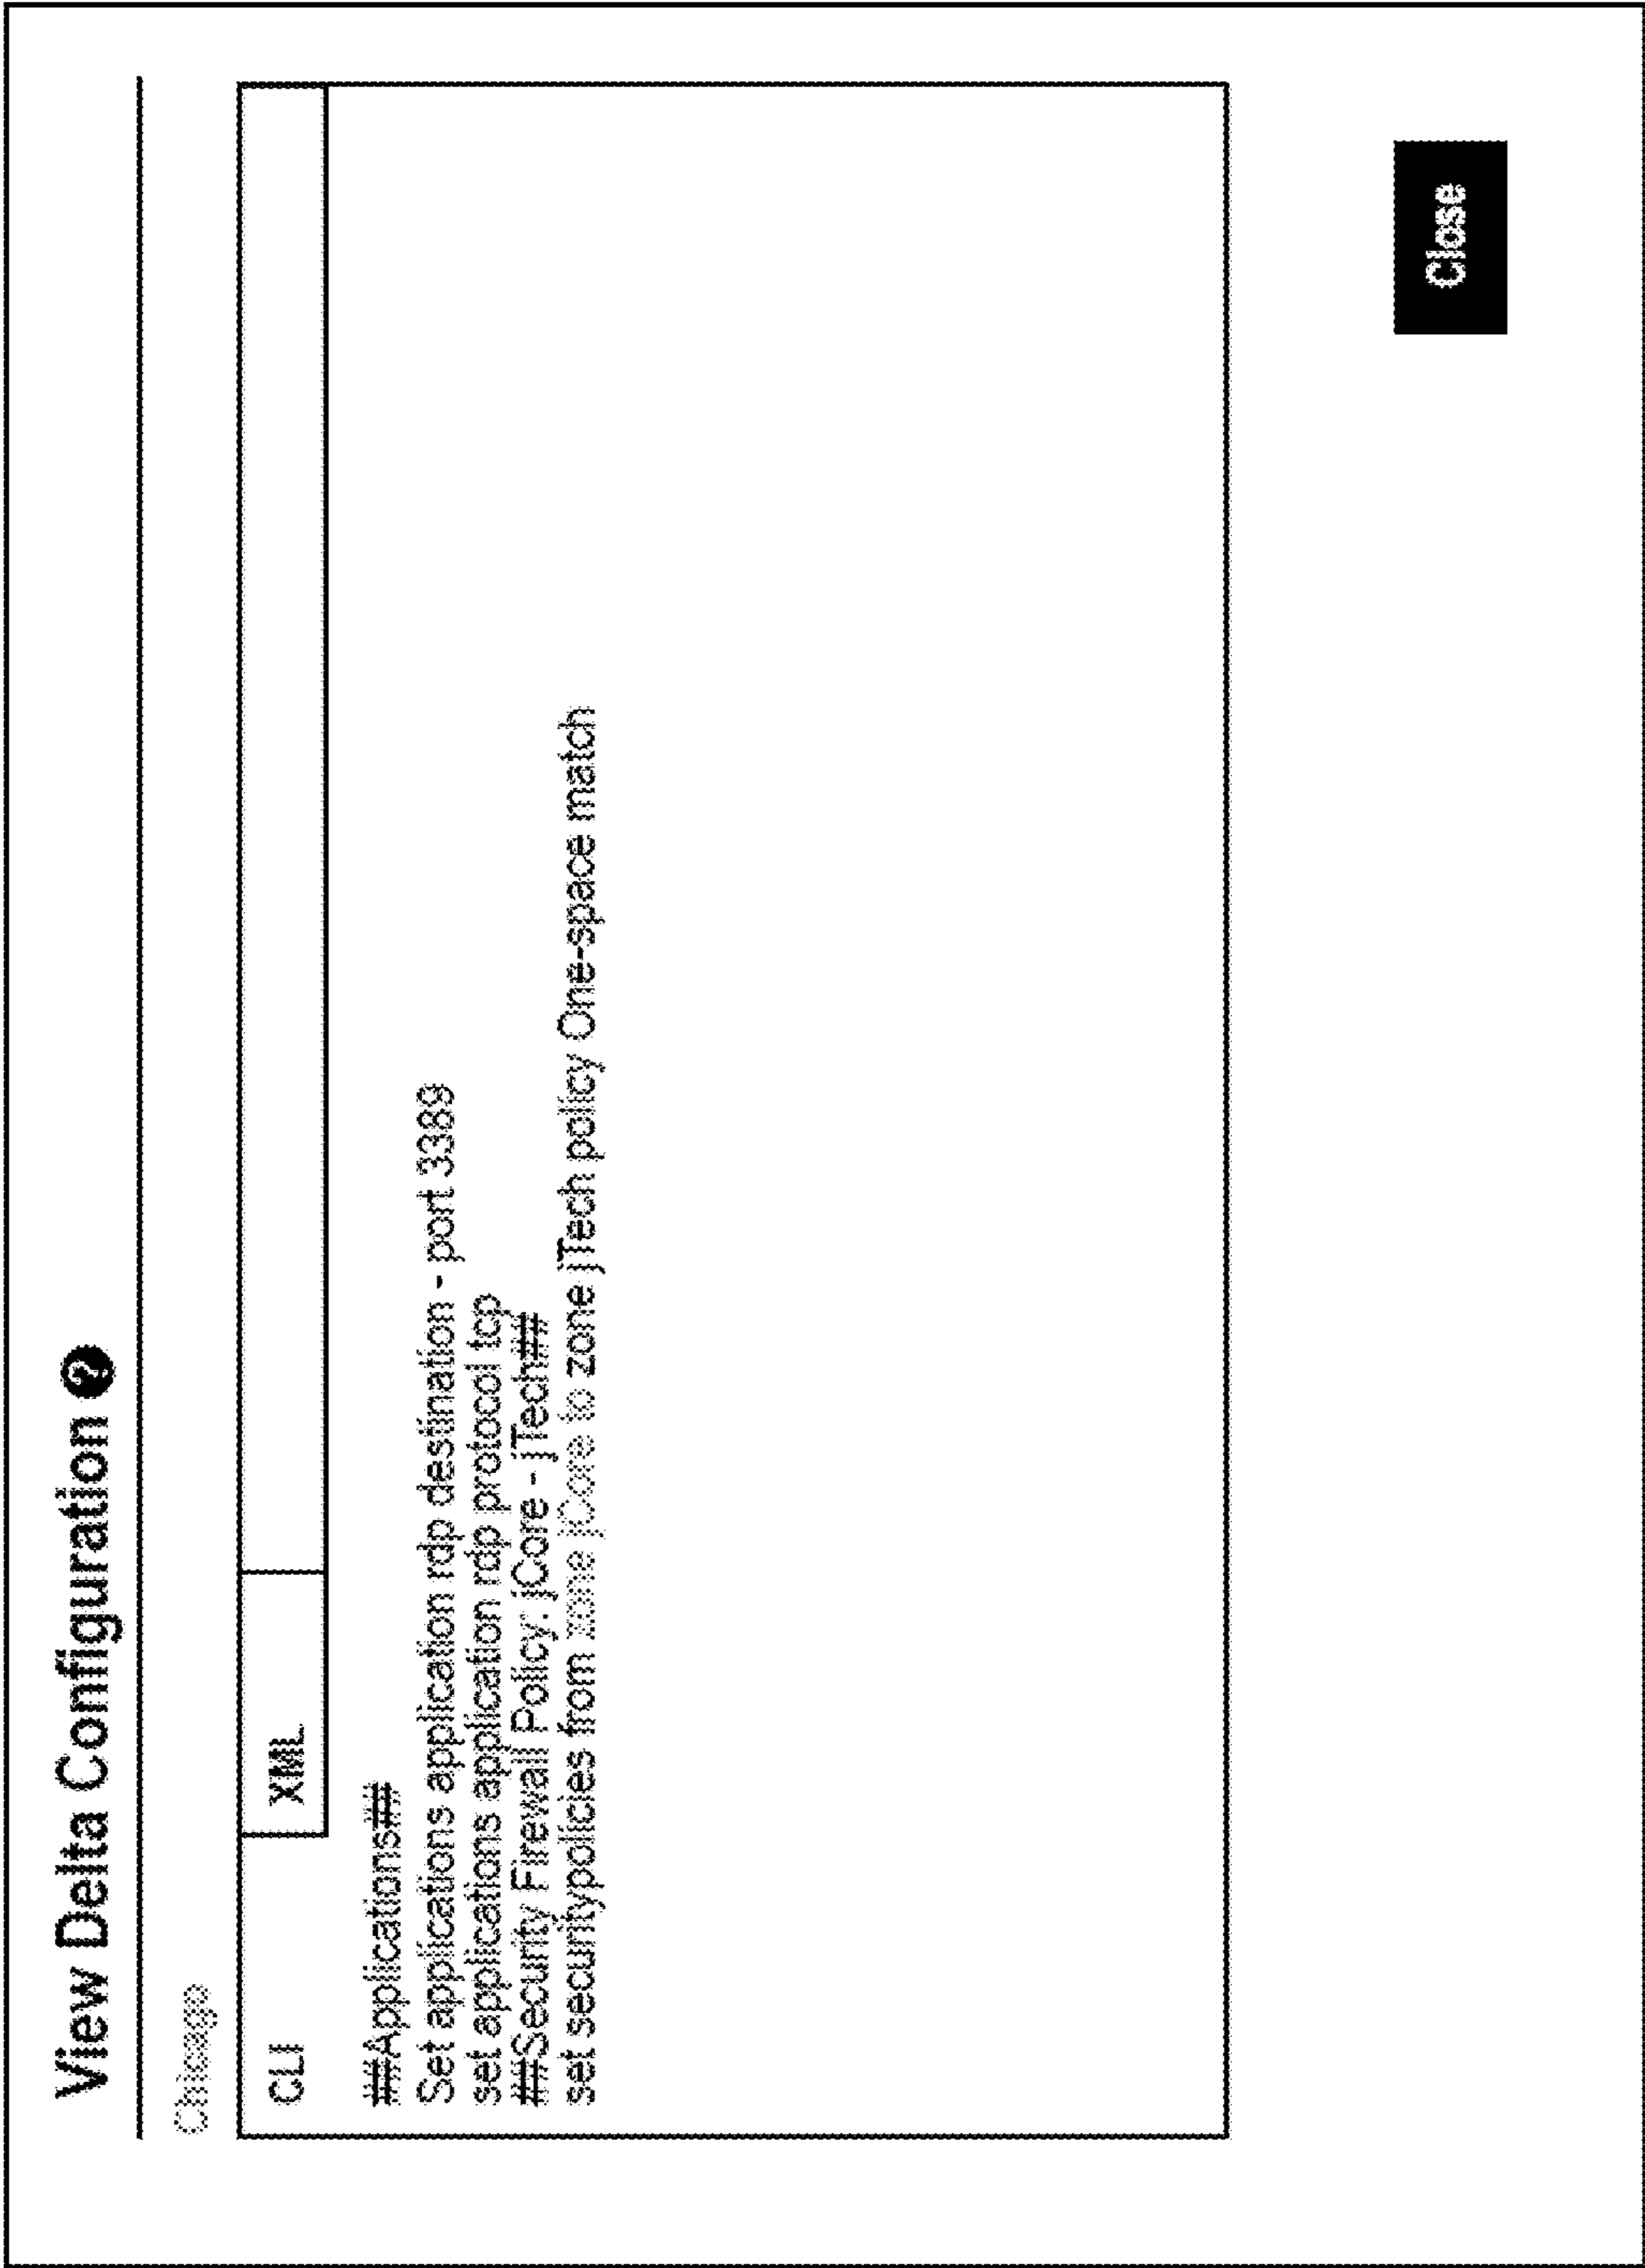 View Delta Configuration ?
Chicago
CLI XML
##Applications##
Set applications application rdp destination - port 3389
set applications application rdp protocol tcp
##Security Firewall Policy: jCore - jTech##
set securitypolicies from zone jCore to zone jTech policy One-space match
Close